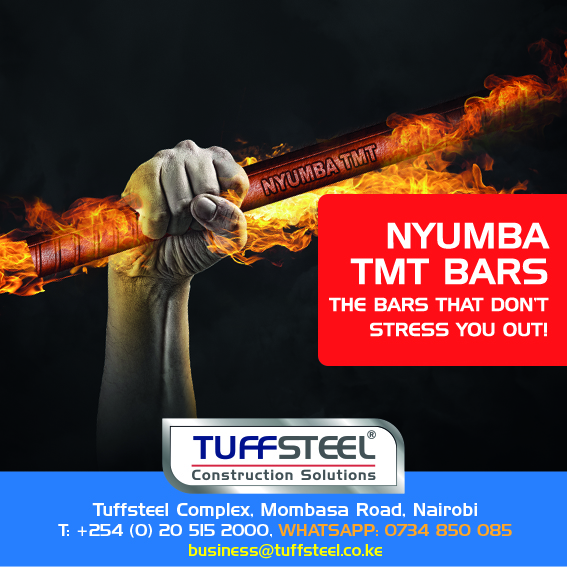 NYUMBA TMT
NYUMBA
TMT BARS
THE BARS THAT DON'T
STRESS YOU OUT!
TUFFSTEEL®
Construction Solutions
Tuffsteel Complex, Mombasa Road, Nairobi
T: +254 (0) 20 515 2000, WHATSAPP: 0734 850 085
business@tuffsteel.co.ke